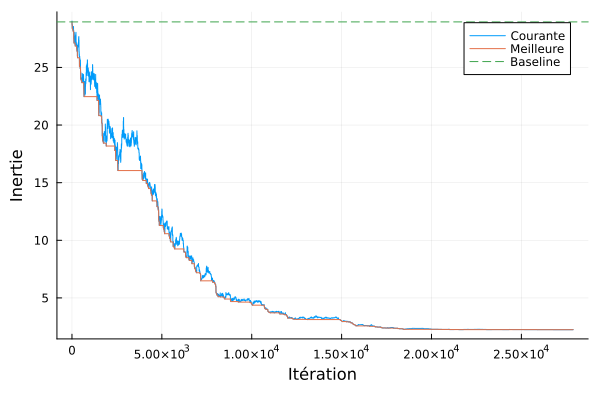 Courante
Meilleure
Baseline
25
20
15
10
5
Inertie
0
5.00×10³
1.00×10⁴
1.50×10⁴
2.00×10⁴
2.50×10⁴
Itération